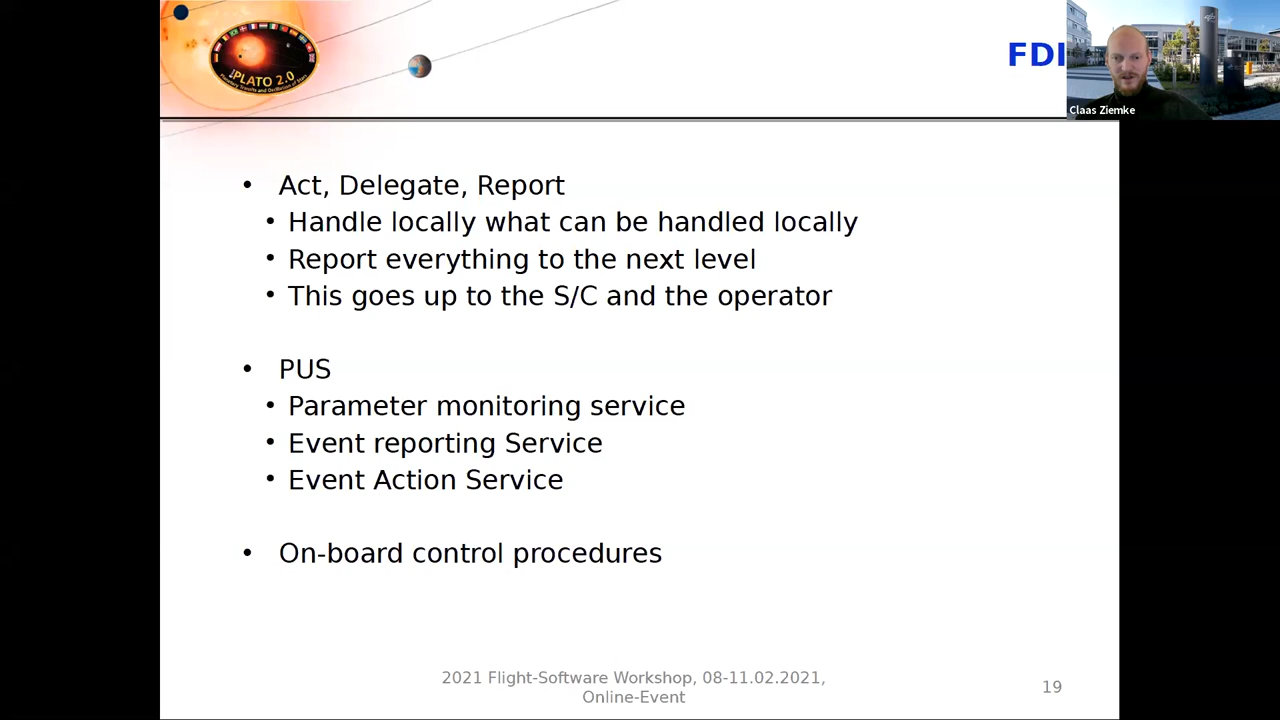 PLATO 2.0
FDI
Claas Ziemke
• Act, Delegate, Report
• Handle locally what can be handled locally
• Report everything to the next level
• This goes up to the S/C and the operator
• PUS
• Parameter monitoring service
• Event reporting Service
• Event Action Service
• On-board control procedures
2021 Flight-Software Workshop, 08-11.02.2021,
Online-Event
19